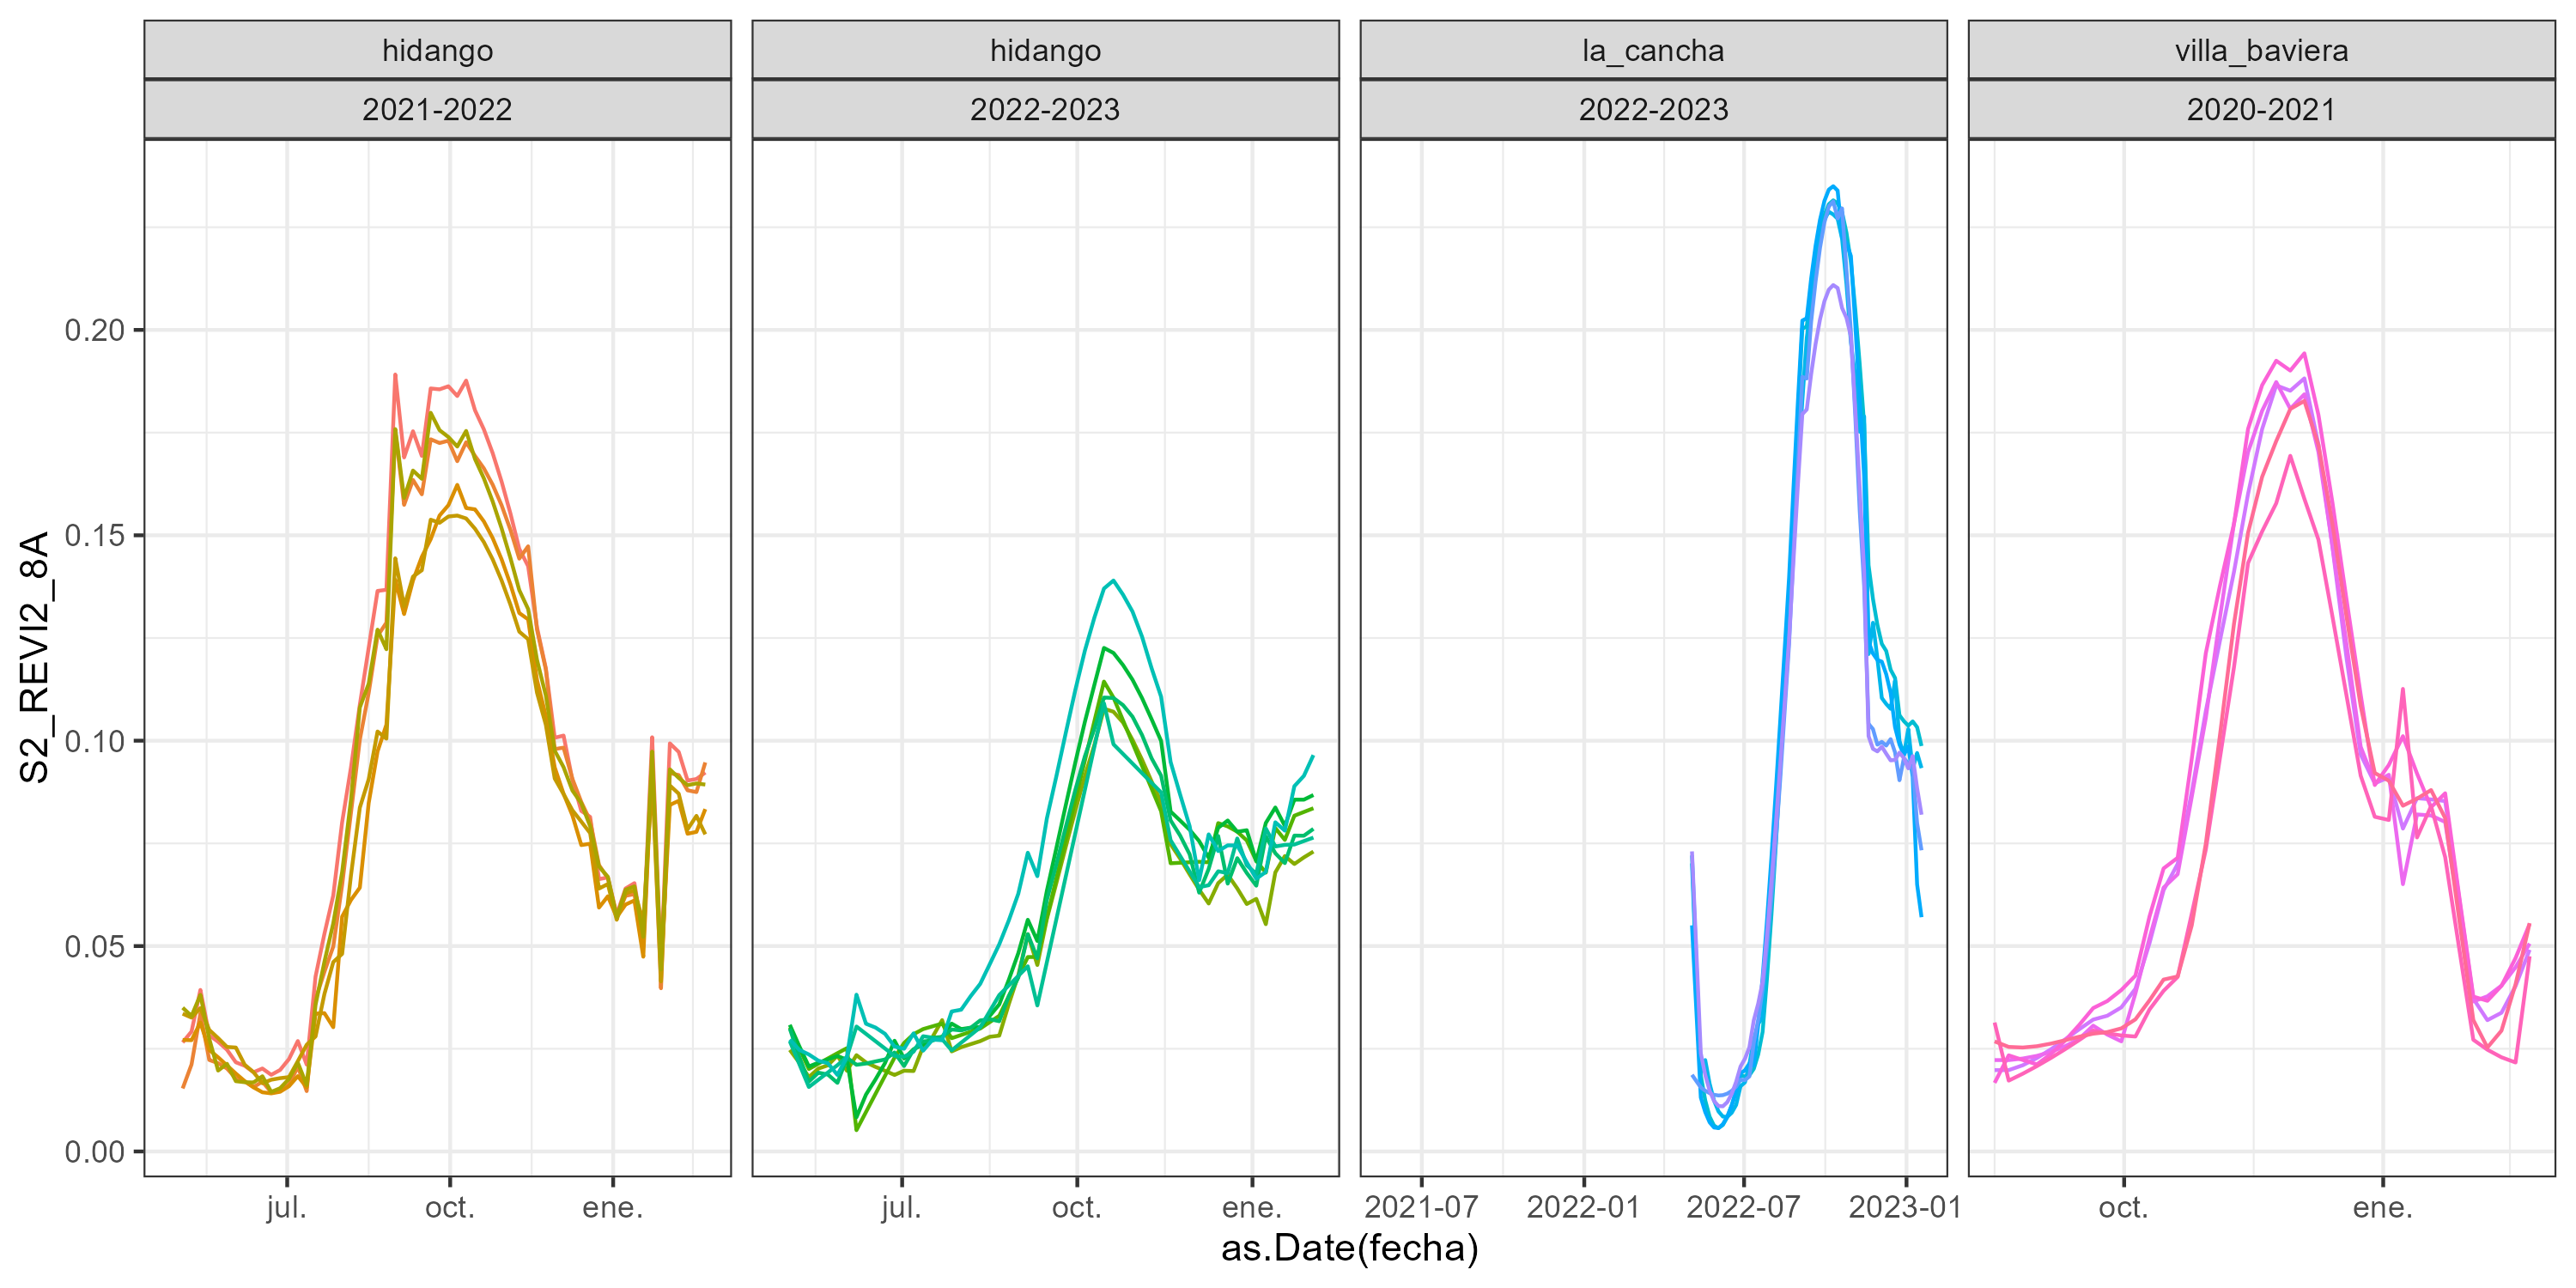 hidango
hidango
la_cancha
villa_baviera
2021-2022
2022-2023
2022-2023
2020-2021
S2_REVI2_8A
0.20
0.15
0.10
0.05
0.00
jul.
oct.
ene.
jul.
oct.
ene.
2021-07
2022-01
2022-07
2023-01
oct.
ene.
as.Date(fecha)